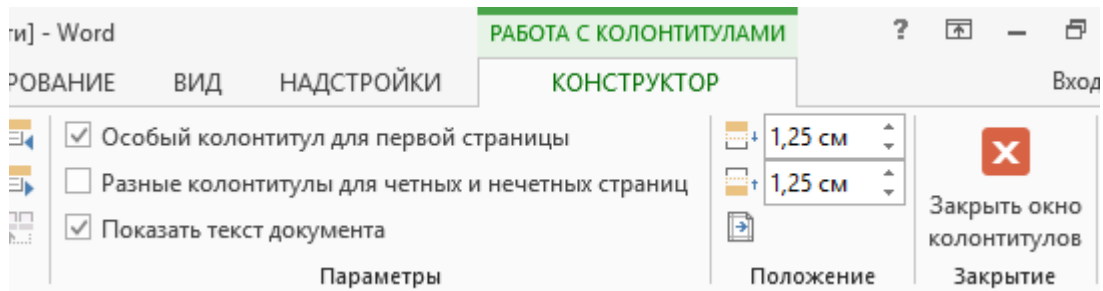 ги] - Word РАБОТА С КОЛОНТИТУЛАМИ ?
РОВАНИЕ ВИД НАДСТРОЙКИ КОНСТРУКТОР Вход
Особый колонтитул для первой страницы 1,25 см
Разные колонтитулы для четных и нечетных страниц 1,25 см
Показать текст документа
Закрыть окно
колонтитулов
Параметры Положение Закрытие